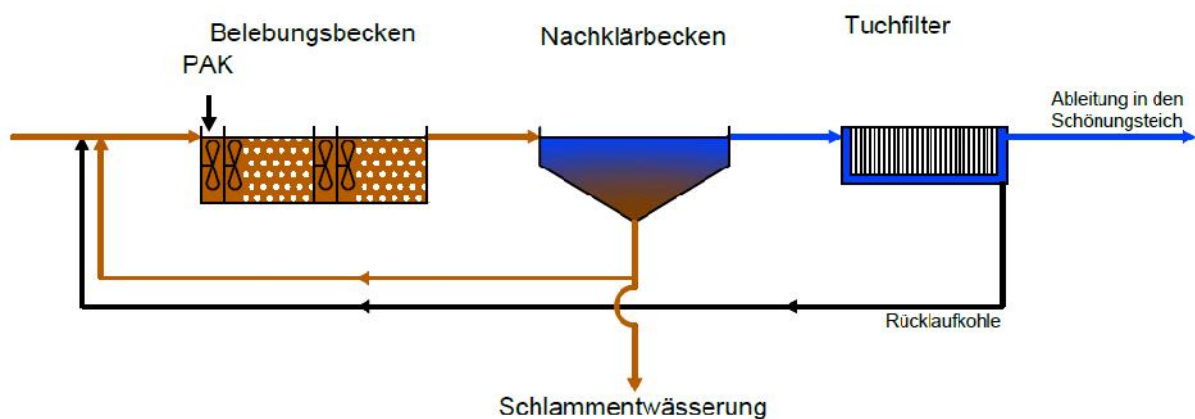 Belebungsbecken
PAK
Nachklärbecken
Tuchfilter
Ableitung in den
Schönungsteich
Rücklaufkohle
Schlammentwässerung